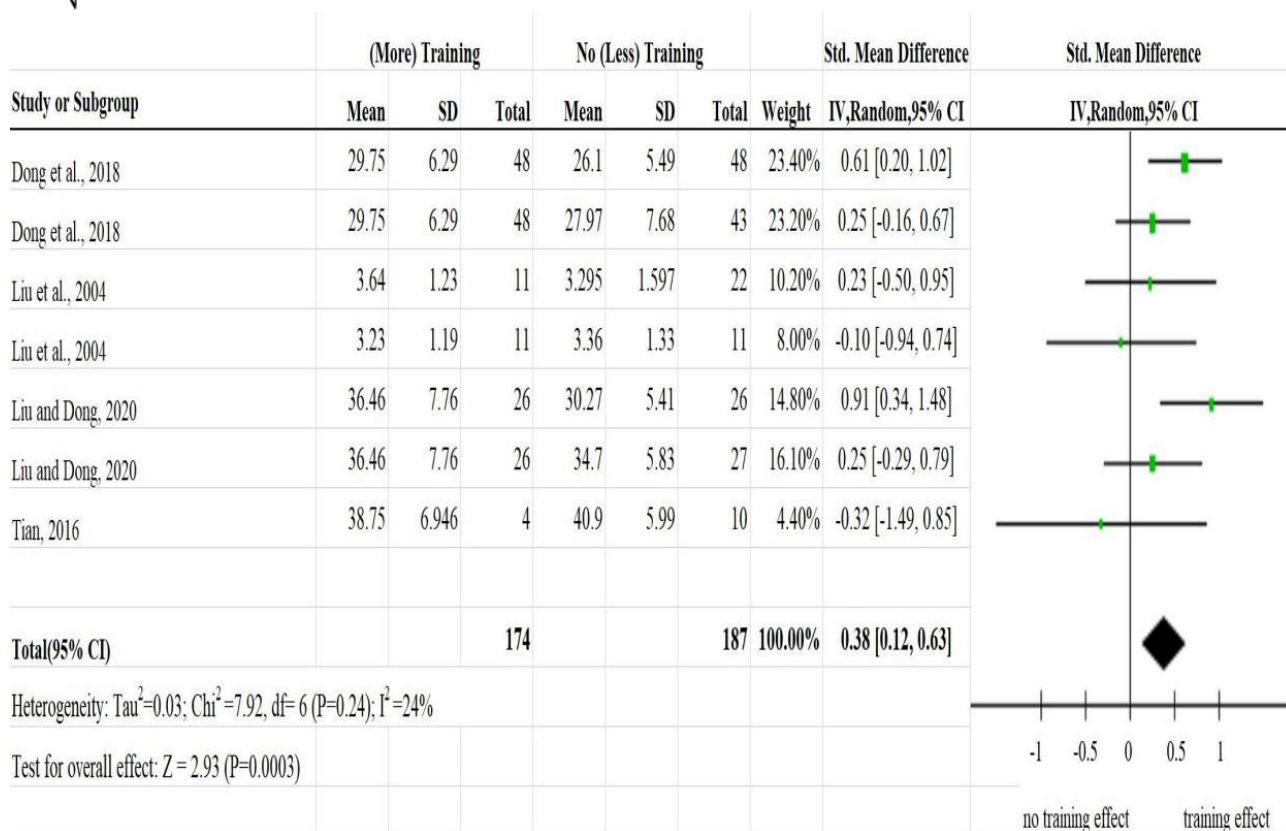 (More) Training No (Less) Training Std. Mean Difference Std. Mean Difference
Study or Subgroup Mean SD Total Mean SD Total Weight IV,Random,95% CI IV,Random,95% CI
Dong et al., 2018 29.75 6.29 48 26.1 5.49 48 23.40% 0.61 [0.20, 1.02]
Dong et al., 2018 29.75 6.29 48 27.97 7.68 43 23.20% 0.25 [-0.16, 0.67]
Liu et al., 2004 3.64 1.23 11 3.295 1.597 22 10.20% 0.23 [-0.50, 0.95]
Liu et al., 2004 3.23 1.19 11 3.36 1.33 11 8.00% -0.10 [-0.94, 0.74]
Liu and Dong, 2020 36.46 7.76 26 30.27 5.41 26 14.80% 0.91 [0.34, 1.48]
Liu and Dong, 2020 36.46 7.76 26 34.7 5.83 27 16.10% 0.25 [-0.29, 0.79]
Tian, 2016 38.75 6.946 4 40.9 5.99 10 4.40% -0.32 [-1.49, 0.85]
Total(95% CI) 174 187 100.00% 0.38 [0.12, 0.63]
Heterogeneity: Tau²=0.03; Chi²=7.92, df= 6 (P=0.24); I²=24%
Test for overall effect: Z = 2.93 (P=0.0003)
-1 -0.5 0 0.5 1
no training effect training effect